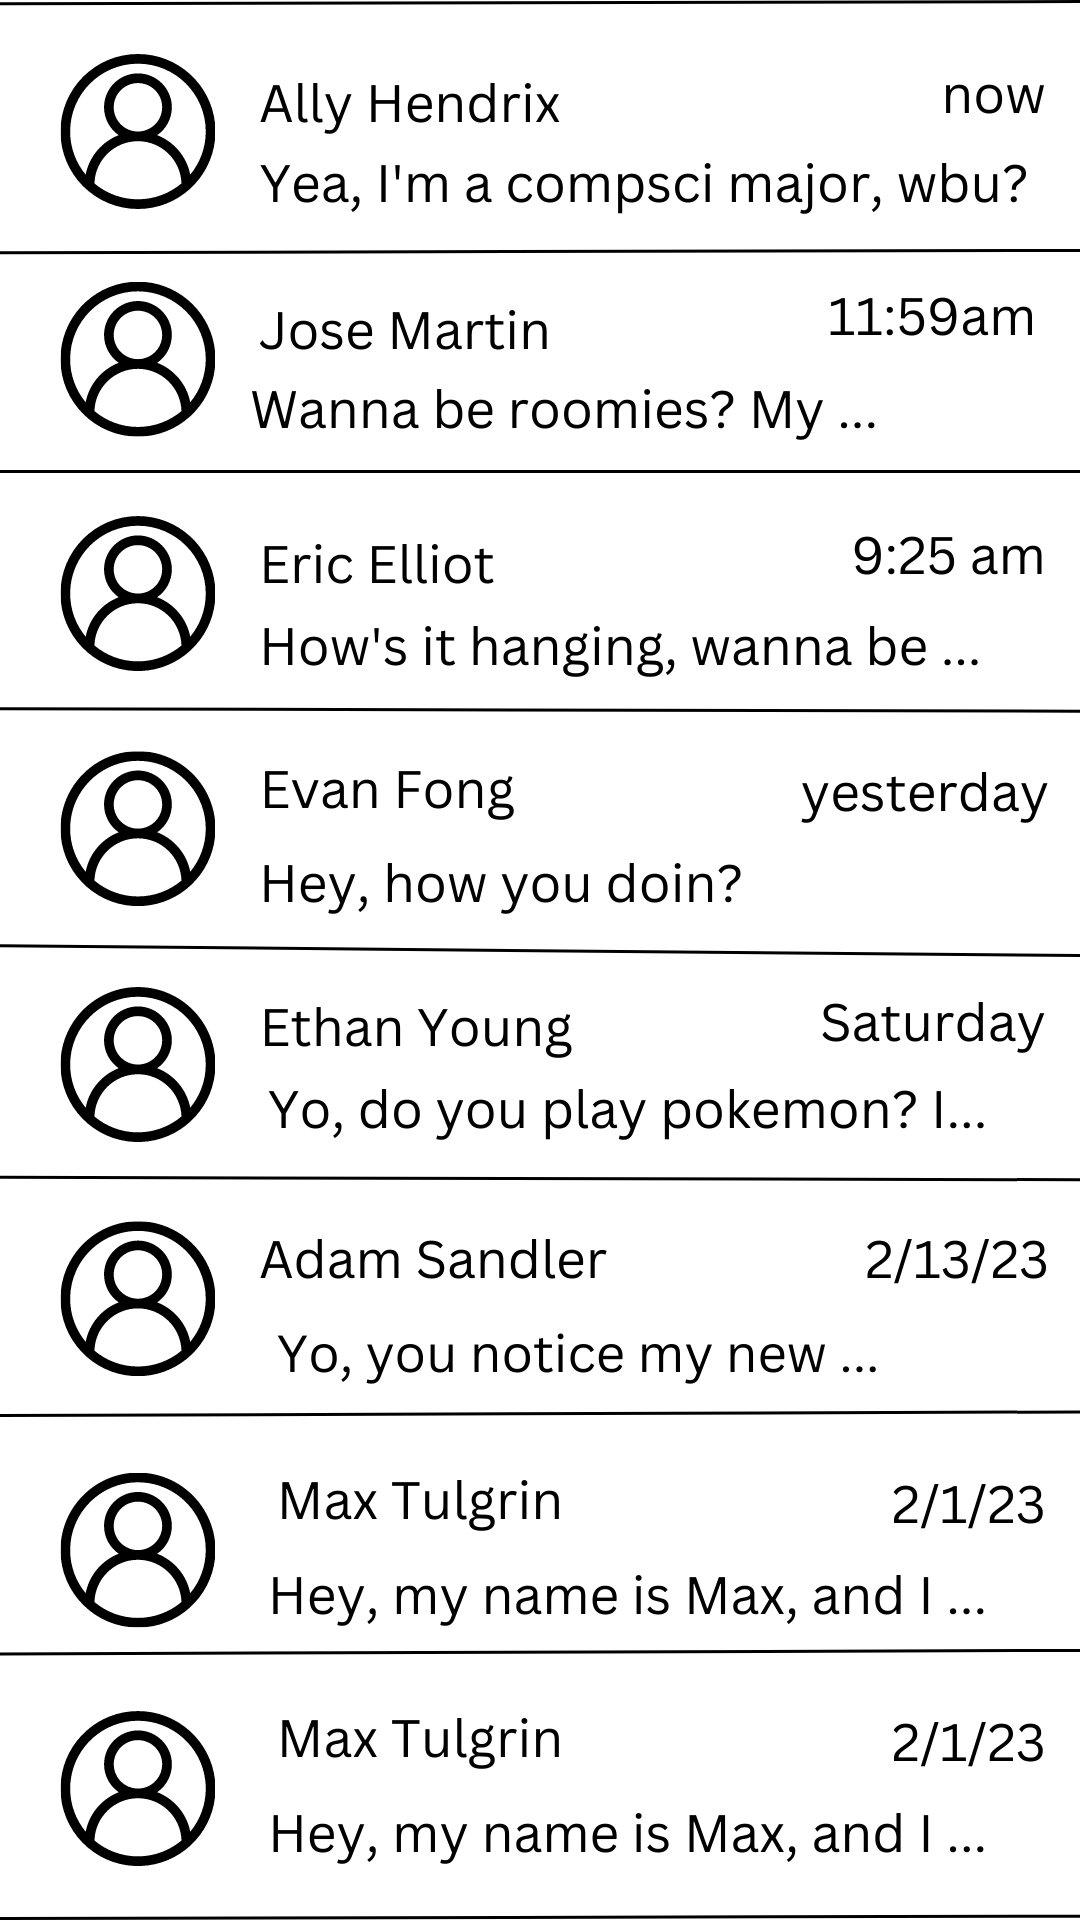 Ally Hendrix
now
Yea, I'm a compsci major, wbu?
Jose Martin
11:59am
Wanna be roomies? My ...
Eric Elliot
9:25 am
How's it hanging, wanna be ...
Evan Fong
yesterday
Hey, how you doin?
Ethan Young
Saturday
Yo, do you play pokemon? I...
Adam Sandler
2/13/23
Yo, you notice my new ...
Max Tulgrin
2/1/23
Hey, my name is Max, and I ...
Max Tulgrin
2/1/23
Hey, my name is Max, and I ...